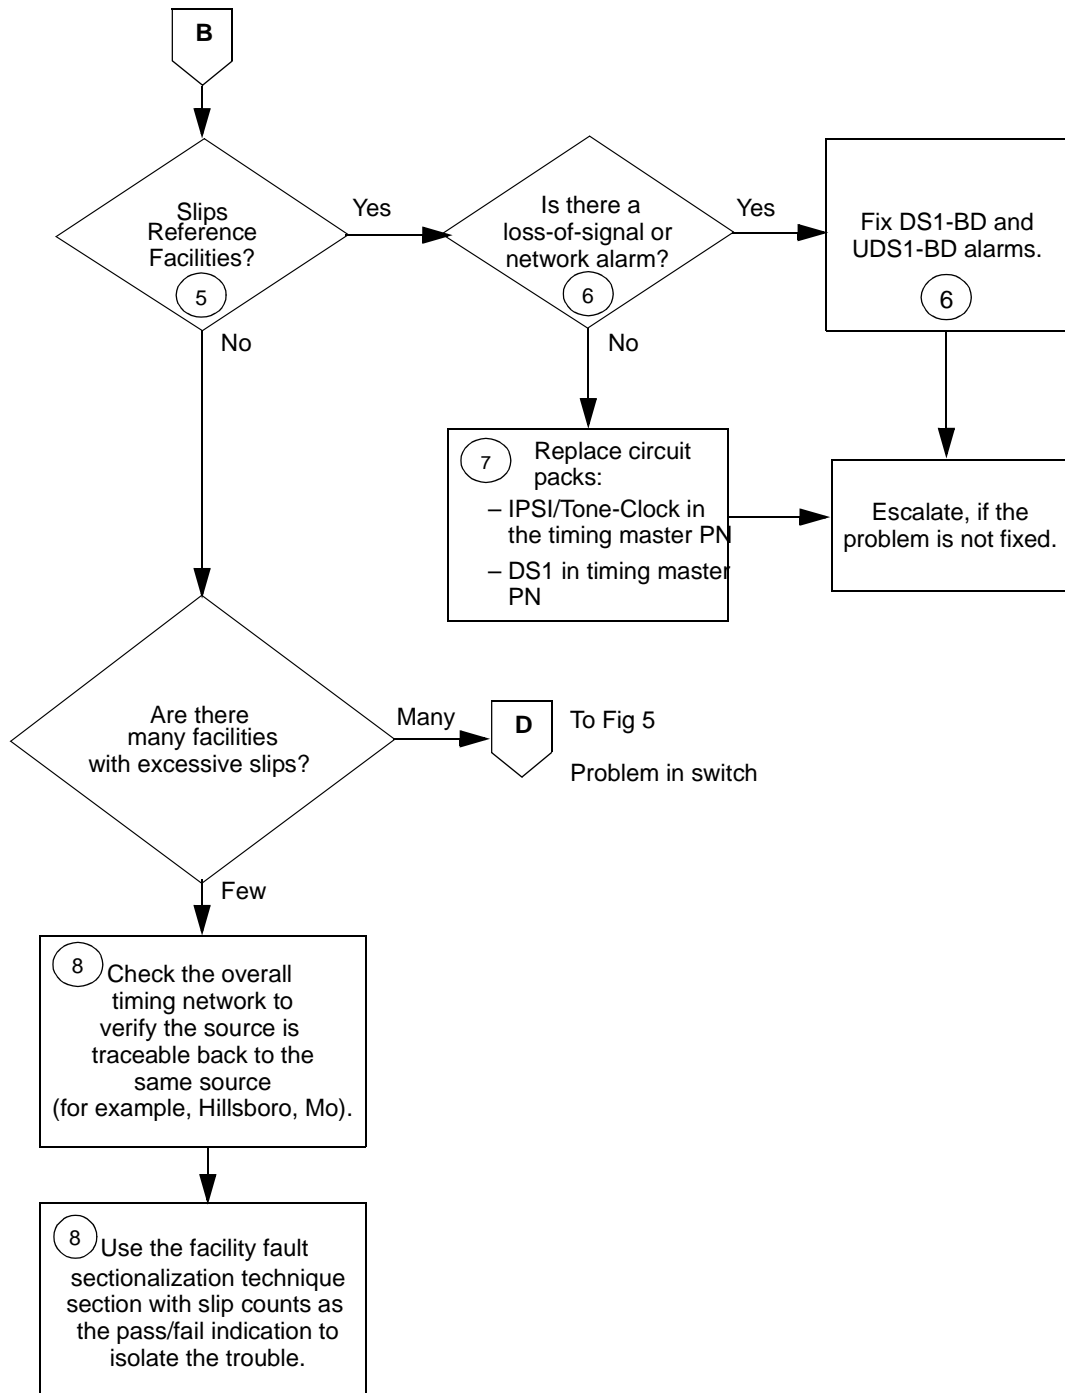 B
Slips
Reference
Facilities?
5
Yes
No
Is there a
loss-of-signal or
network alarm?
6
Yes
No
Fix DS1-BD and
UDS1-BD alarms.
6
7 Replace circuit
packs:
– IPSI/Tone-Clock in
the timing master PN
– DS1 in timing master
PN
Escalate, if the
problem is not fixed.
Are there
many facilities
with excessive slips?
Many
D
To Fig 5
Problem in switch
Few
8 Check the overall
timing network to
verify the source is
traceable back to the
same source
(for example, Hillsboro, Mo).
8 Use the facility fault
sectionalization technique
section with slip counts as
the pass/fail indication to
isolate the trouble.